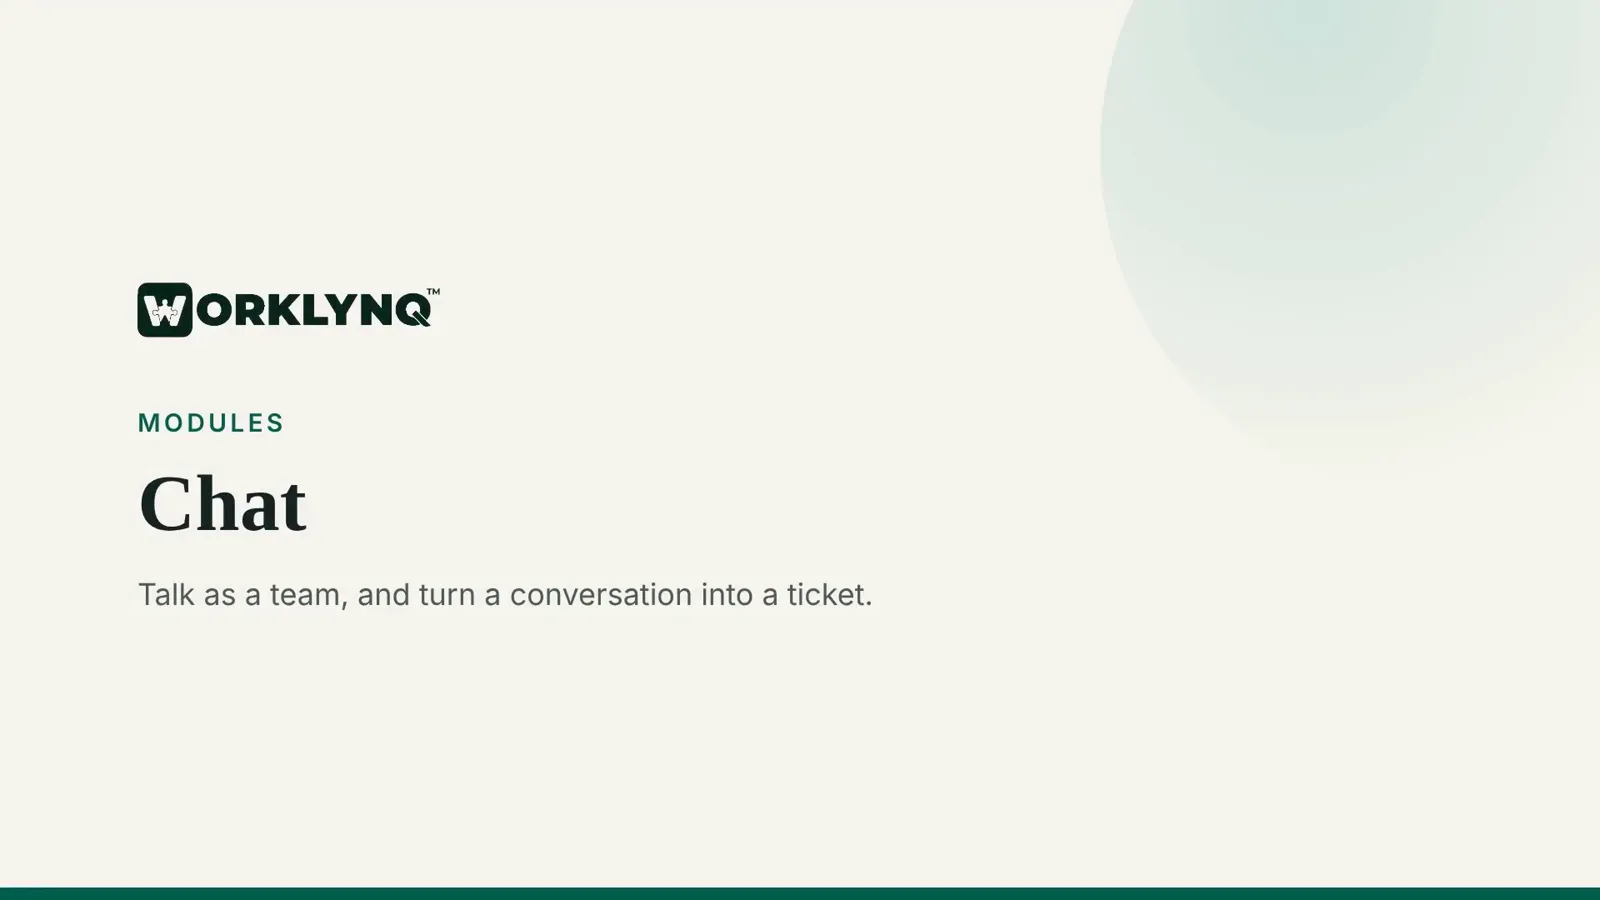 WORKLYNQ™
MODULES
Chat
Talk as a team, and turn a conversation into a ticket.